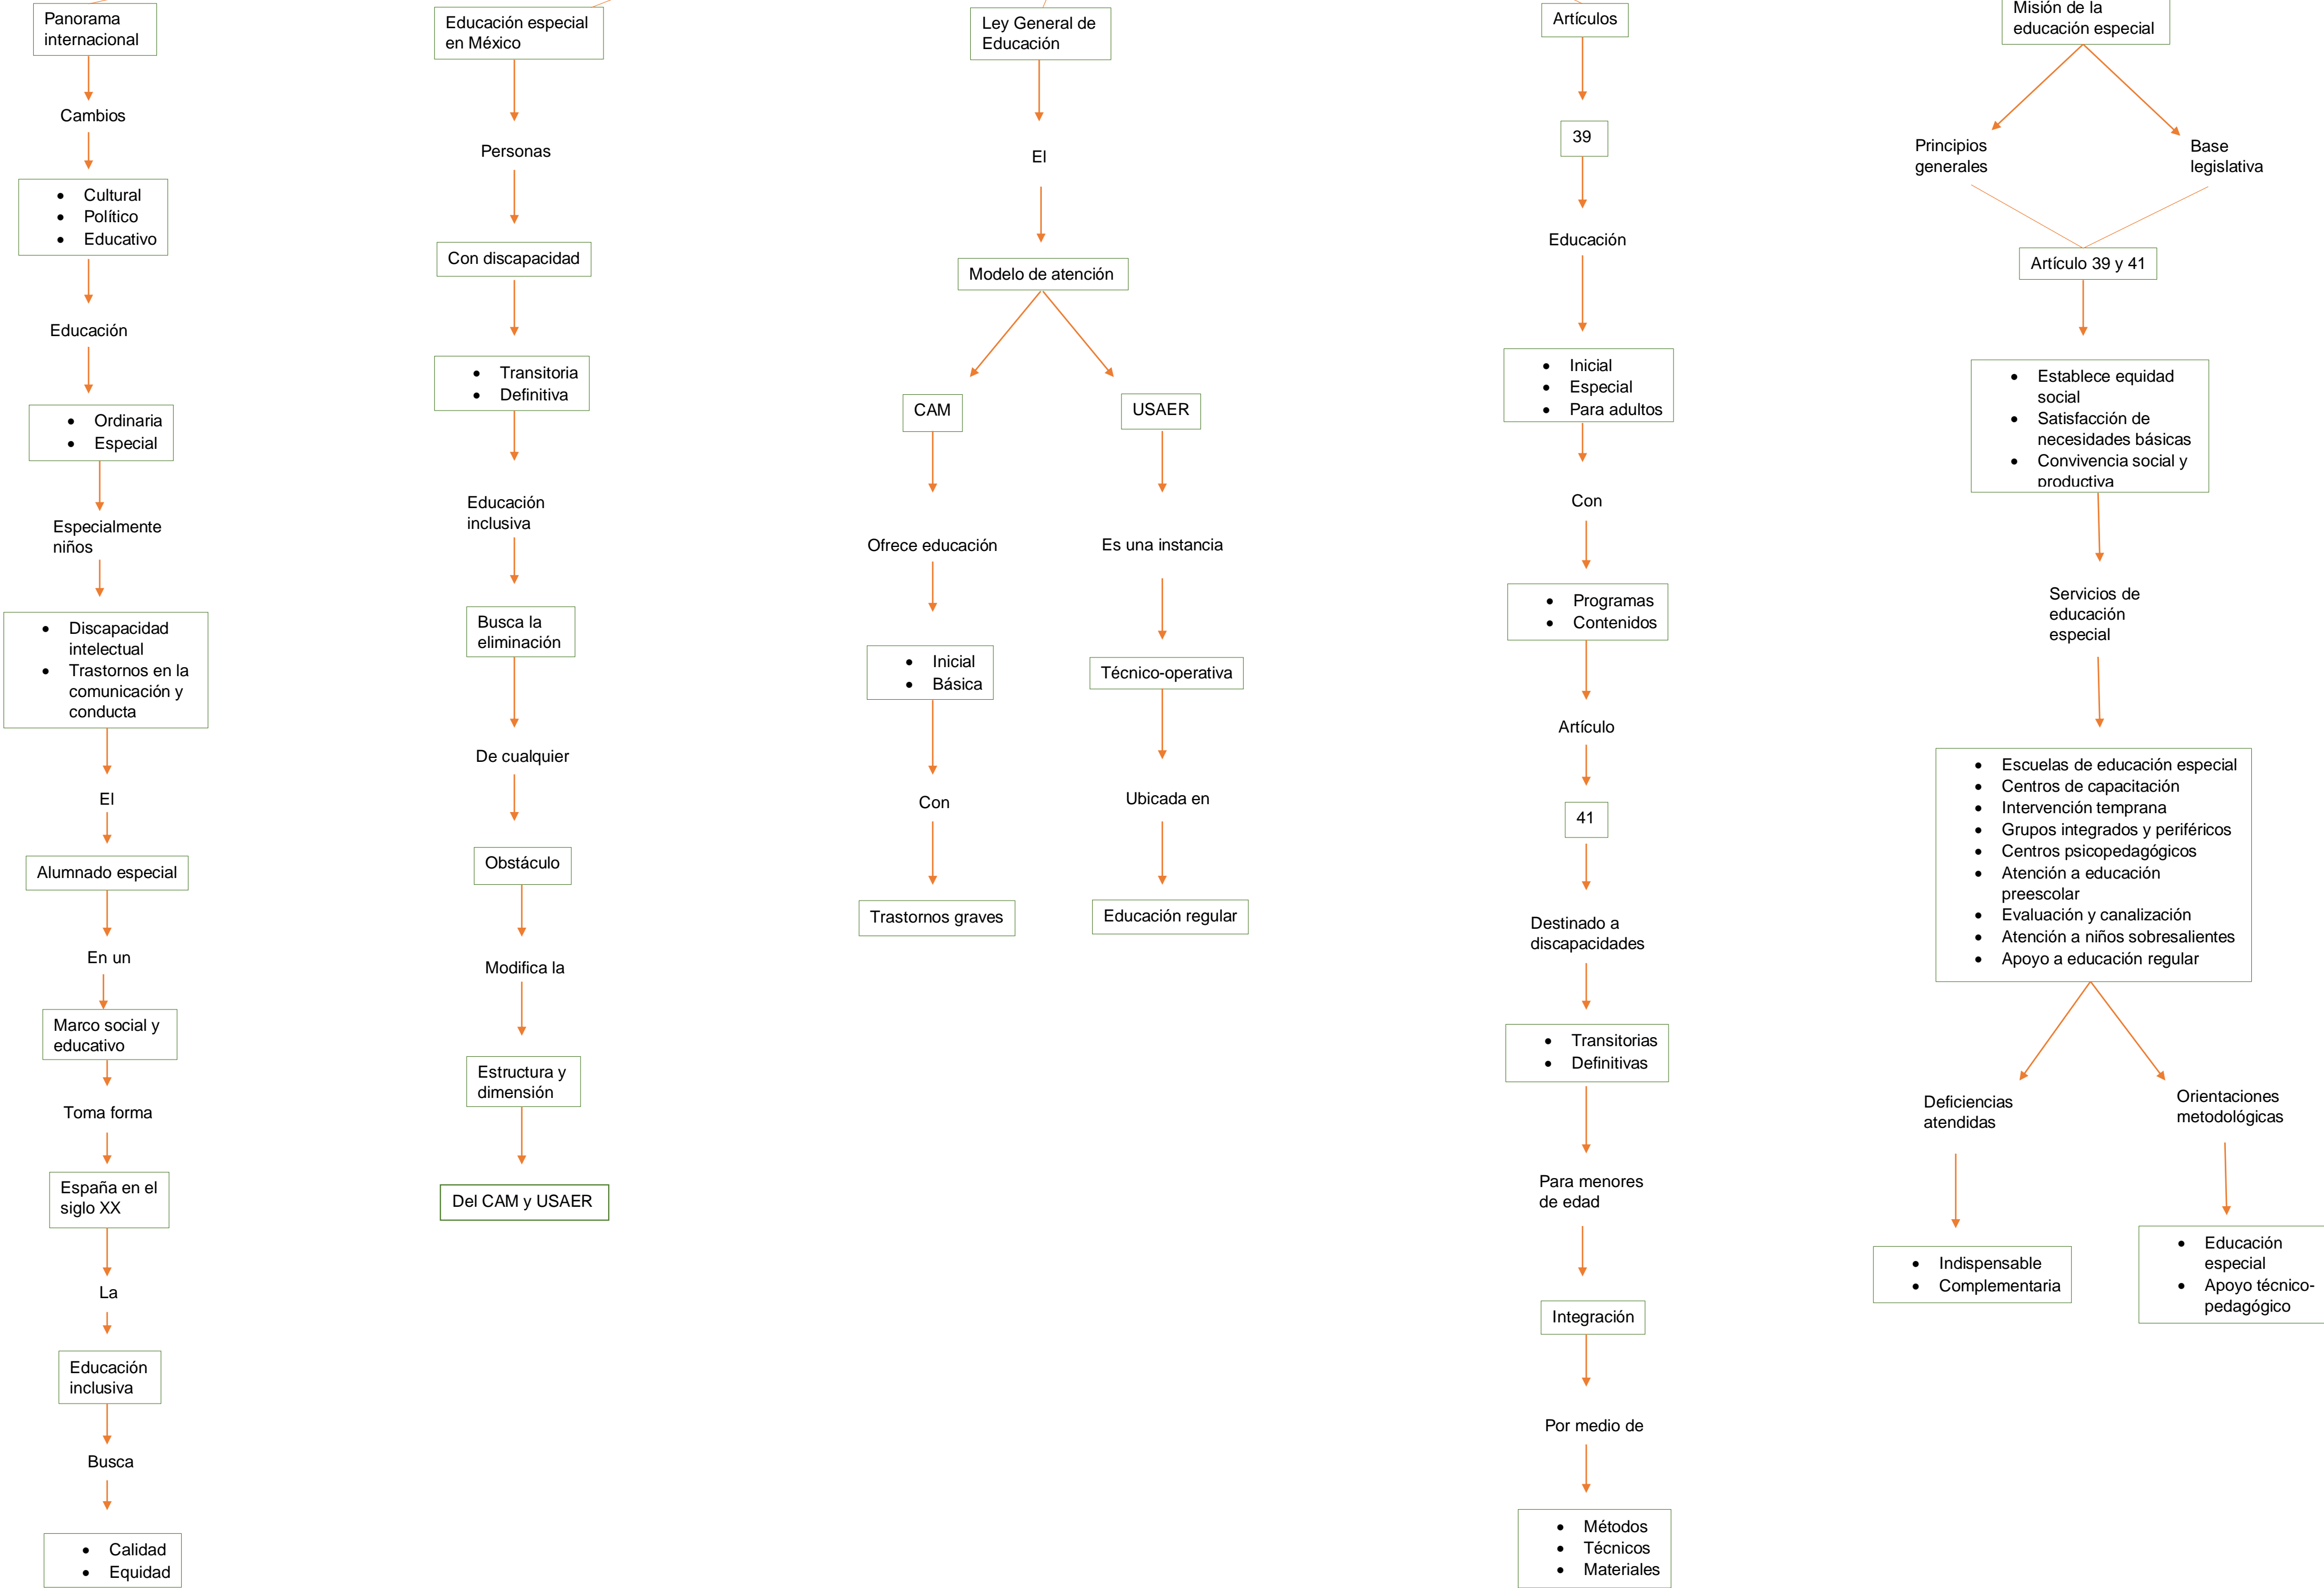 Panorama
internacional
Cambios
• Cultural
• Político
• Educativo
Educación
• Ordinaria
• Especial
Especialmente
niños
• Discapacidad
intelectual
• Trastornos en la
comunicación y
conducta
El
Alumnado especial
En un
Marco social y
educativo
Toma forma
España en el
siglo XX
La
Educación
inclusiva
Busca
• Calidad
• Equidad
Educación especial
en México
Personas
Con discapacidad
• Transitoria
• Definitiva
Educación
inclusiva
Busca la
eliminación
De cualquier
Obstáculo
Modifica la
Estructura y
dimensión
Del CAM y USAER
Ley General de
Educación
El
Modelo de atención
CAM
Ofrece educación
• Inicial
• Básica
Con
Trastornos graves
USAER
Es una instancia
Técnico-operativa
Ubicada en
Educación regular
Artículos
39
Educación
• Inicial
• Especial
• Para adultos
Con
• Programas
• Contenidos
Artículo
41
Destinado a
discapacidades
• Transitorias
• Definitivas
Para menores
de edad
Integración
Por medio de
• Métodos
• Técnicos
• Materiales
Misión de la
educación especial
Principios
generales
Base
legislativa
Artículo 39 y 41
• Establece equidad
social
• Satisfacción de
necesidades básicas
• Convivencia social y
productiva
Servicios de
educación
especial
• Escuelas de educación especial
• Centros de capacitación
• Intervención temprana
• Grupos integrados y periféricos
• Centros psicopedagógicos
• Atención a educación
preescolar
• Evaluación y canalización
• Atención a niños sobresalientes
• Apoyo a educación regular
Deficiencias
atendidas
• Indispensable
• Complementaria
Orientaciones
metodológicas
• Educación
especial
• Apoyo técnico-
pedagógico